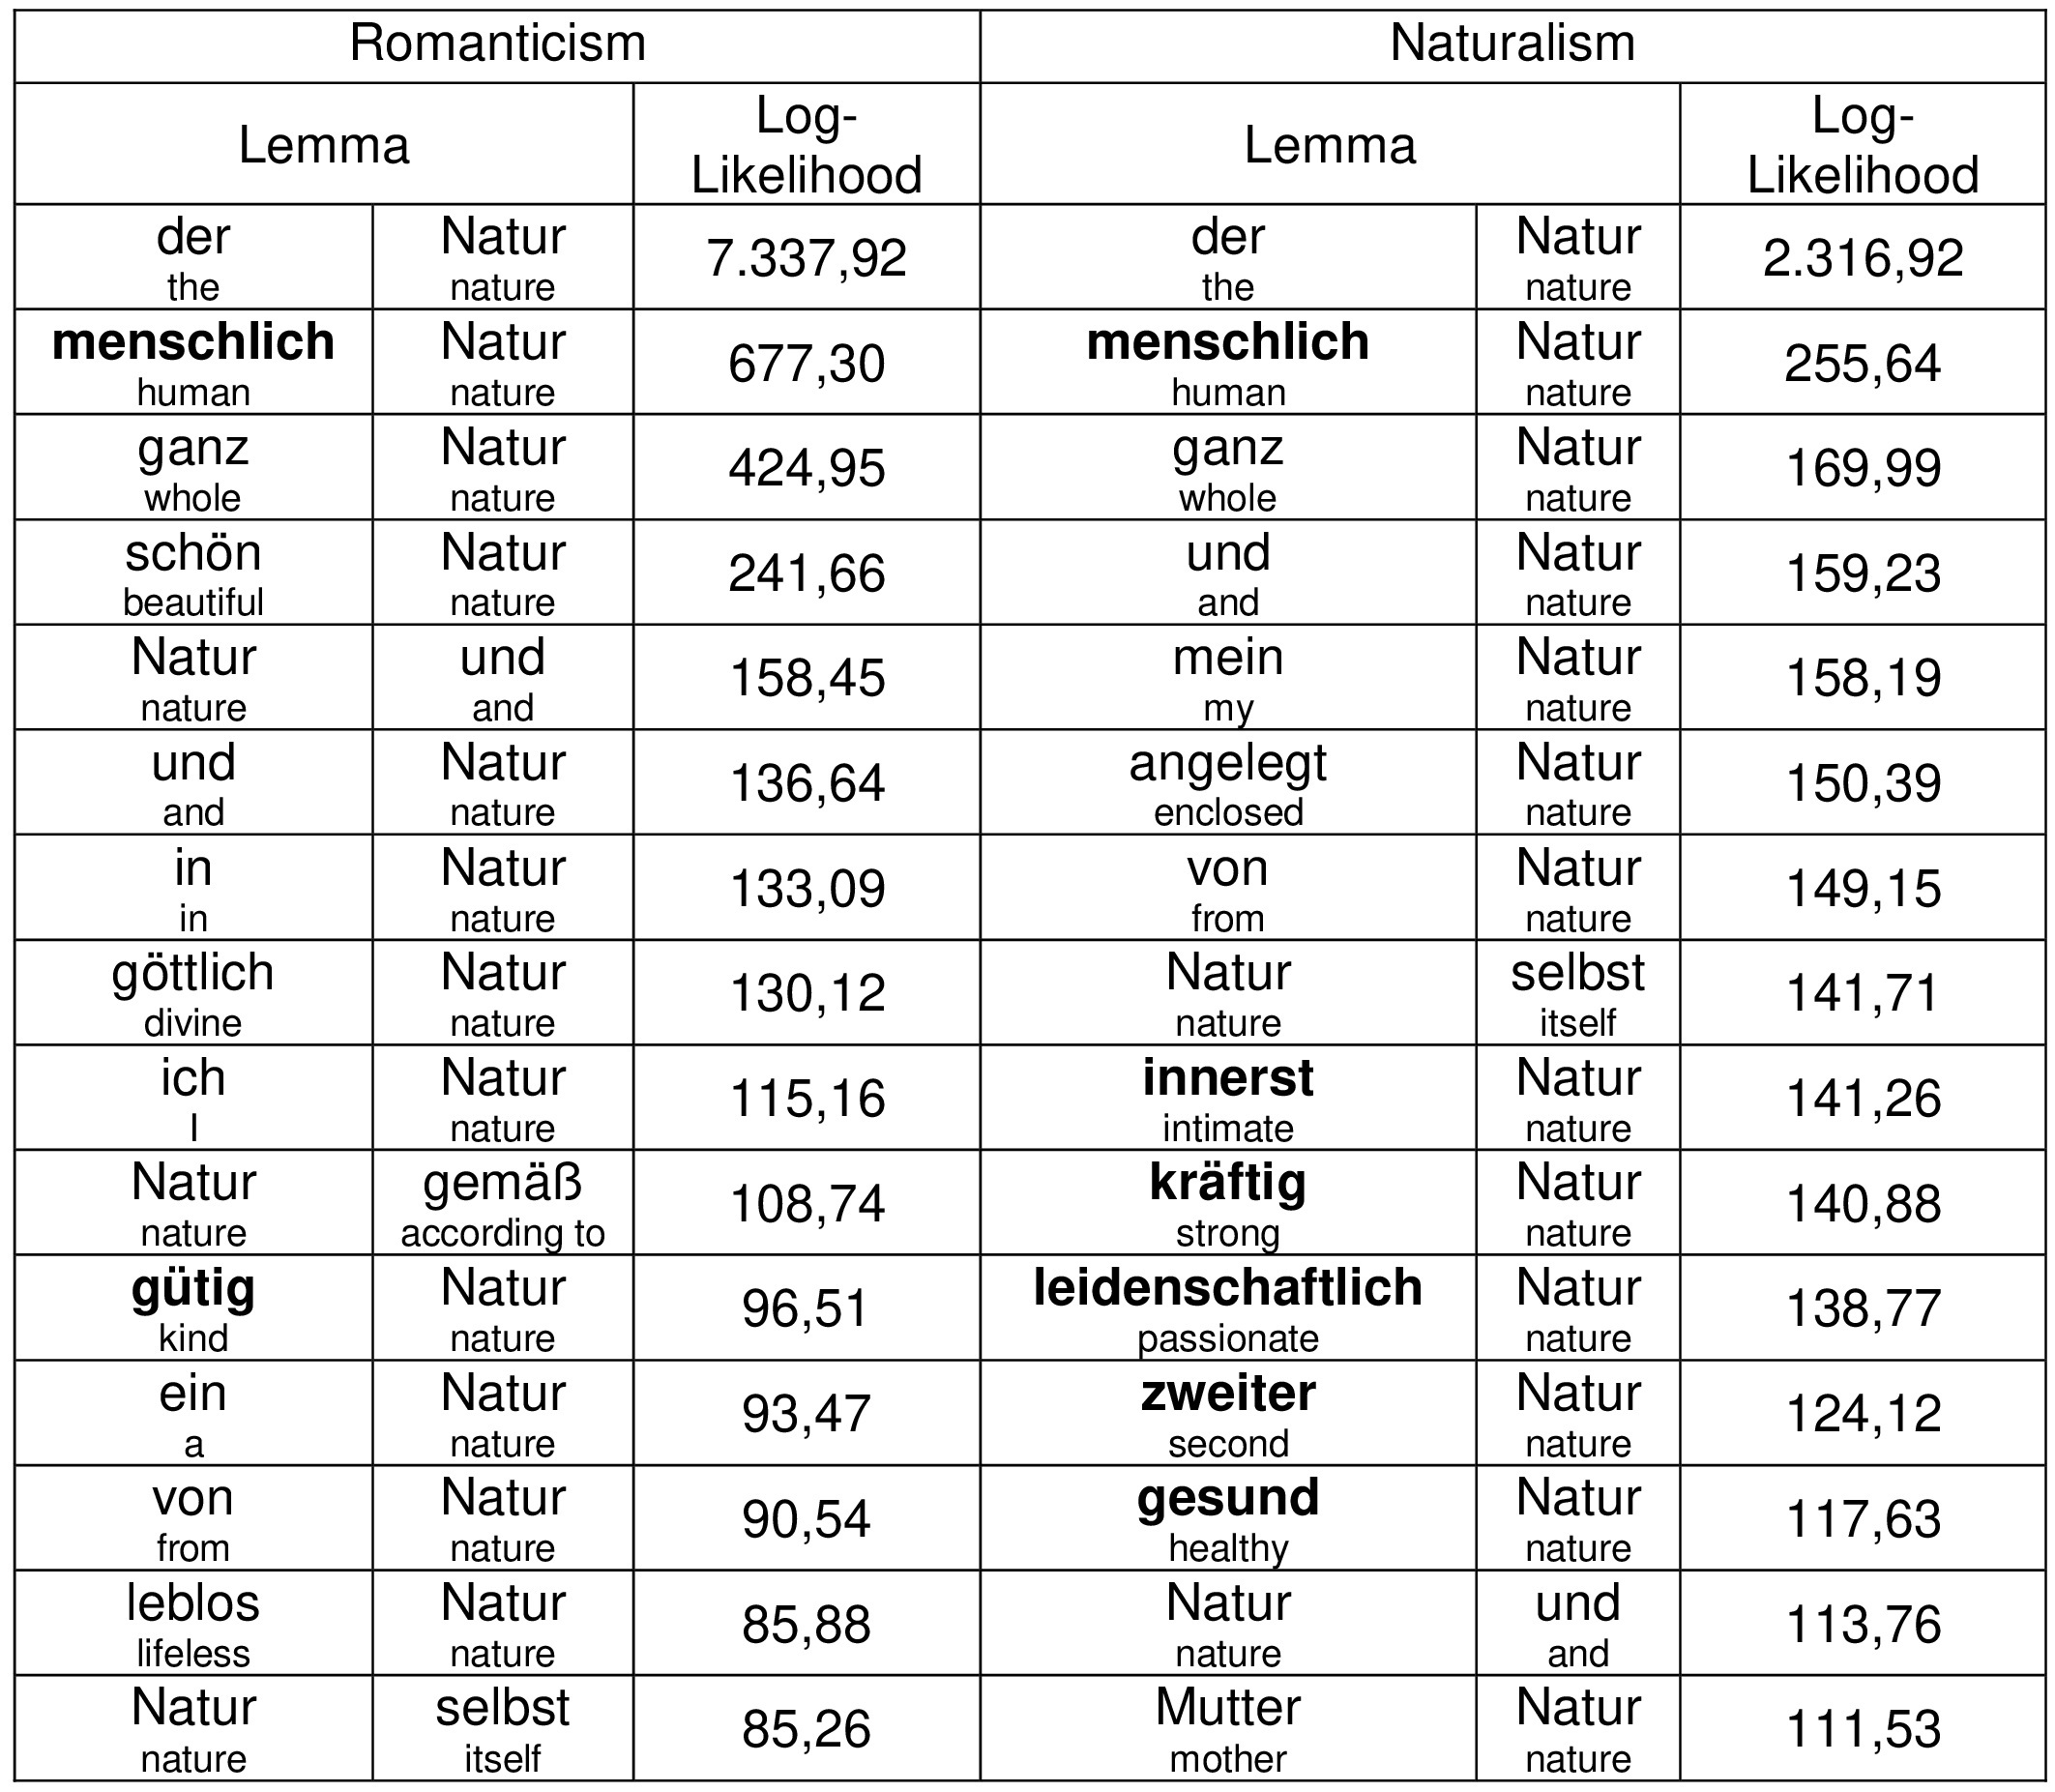 Romanticism Naturalism
Lemma Log-Likelihood Lemma Log-Likelihood
der Natur 7.337,92 der Natur 2.316,92
the nature the nature
menschlich Natur 677,30 menschlich Natur 255,64
human nature human nature
ganz Natur 424,95 ganz Natur 169,99
whole nature whole nature
schön Natur 241,66 und Natur 159,23
beautiful nature and nature
Natur und 158,45 mein Natur 158,19
nature and my nature
und Natur 136,64 angelegt Natur 150,39
and nature enclosed nature
in Natur 133,09 von Natur 149,15
in nature from nature
göttlich Natur 130,12 Natur selbst 141,71
divine nature nature itself
ich Natur 115,16 innerst Natur 141,26
I nature intimate nature
Natur gemäß 108,74 kräftig Natur 140,88
nature according to strong nature
gütig Natur 96,51 leidenschaftlich Natur 138,77
kind nature passionate nature
ein Natur 93,47 zweiter Natur 124,12
a nature second nature
von Natur 90,54 gesund Natur 117,63
from nature healthy nature
leblos Natur 85,88 Natur und 113,76
lifeless nature nature and
Natur selbst 85,26 Mutter Natur 111,53
nature itself mother nature